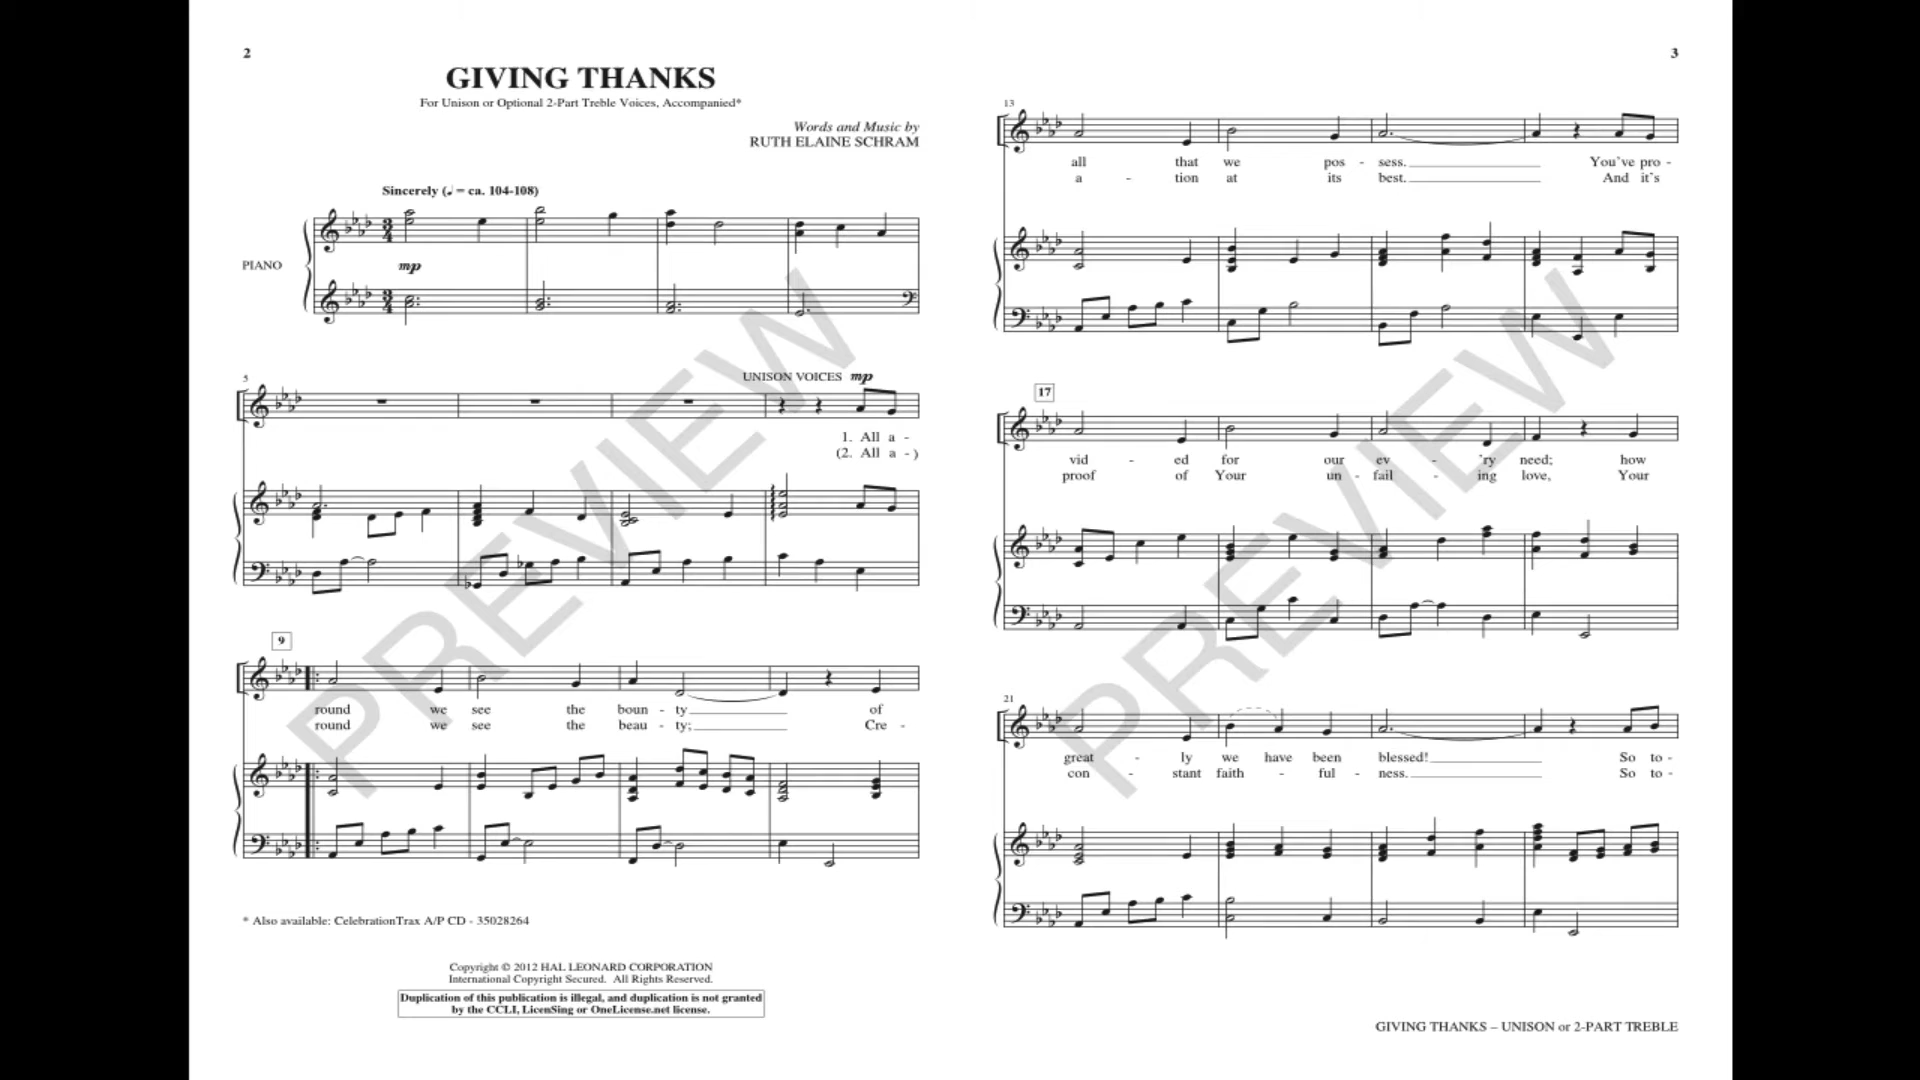 2
GIVING THANKS
For Unison or Optional 2-Part Treble Voices, Accompanied*
Words and Music by
RUTH ELAINE SCHRAM
Sincerely (♩ = ca. 104-108)
PIANO
mp
5
UNISON VOICES mp
1. All a -
(2. All a -)
9
round we see the boun - ty of
round we see the beau - ty; Cre -
* Also available: CelebrationTrax A/P CD - 35028264
Copyright © 2012 HAL LEONARD CORPORATION
International Copyright Secured. All Rights Reserved.
Duplication of this publication is illegal, and duplication is not granted
by the CCLI, LicenSing or OneLicense.net license.
PREVIEW
3
13
all that we pos - sess. You've pro -
a - tion at its best. And it's
17
vid - ed for our ev - 'ry need; how
proof of Your un - fail - ing love, Your
21
great - ly we have been blessed! So to -
con - stant faith - ful - ness. So to -
GIVING THANKS – UNISON or 2-PART TREBLE
PREVIEW